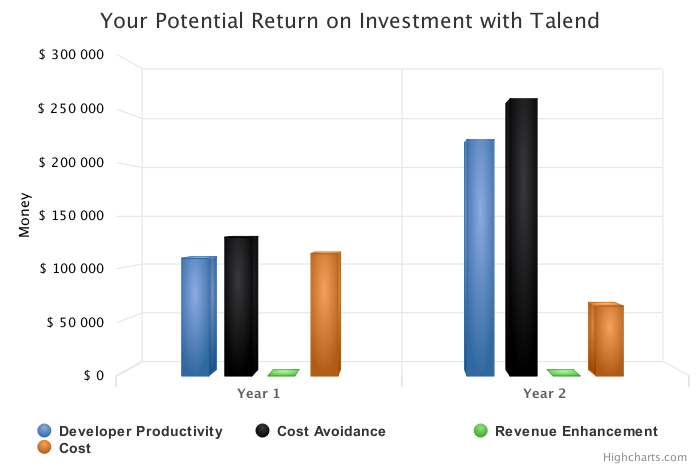 Your Potential Return on Investment with Talend
$ 300 000
$ 250 000
$ 200 000
$ 150 000
$ 100 000
$ 50 000
$ 0
Money
Year 1
Year 2
Developer Productivity
Cost Avoidance
Revenue Enhancement
Cost
Highcharts.com